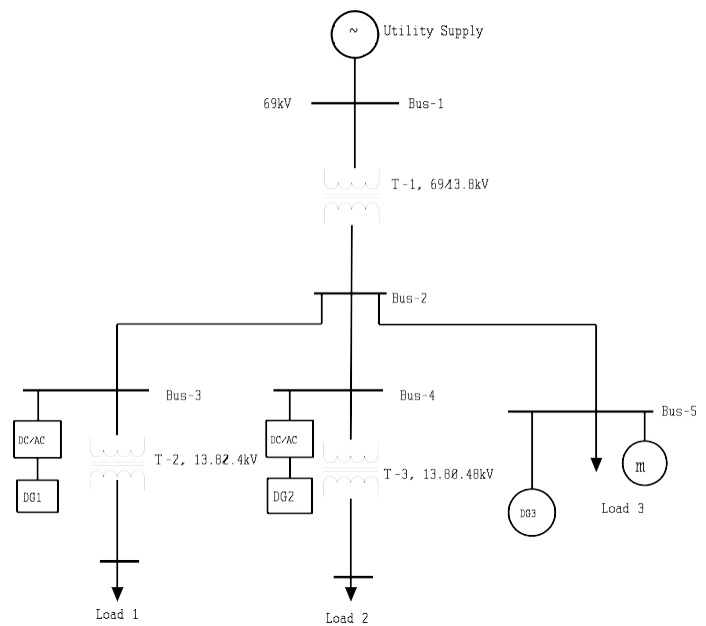 ~ Utility Supply
69kV Bus-1
T-1, 69/13.8kV
Bus-2
Bus-3
Bus-4
Bus-5
DC/AC
DC/AC
T-2, 13.8/2.4kV
T-3, 13.8/0.48kV
m
DG1
DG2
DG3
Load 3
Load 1
Load 2